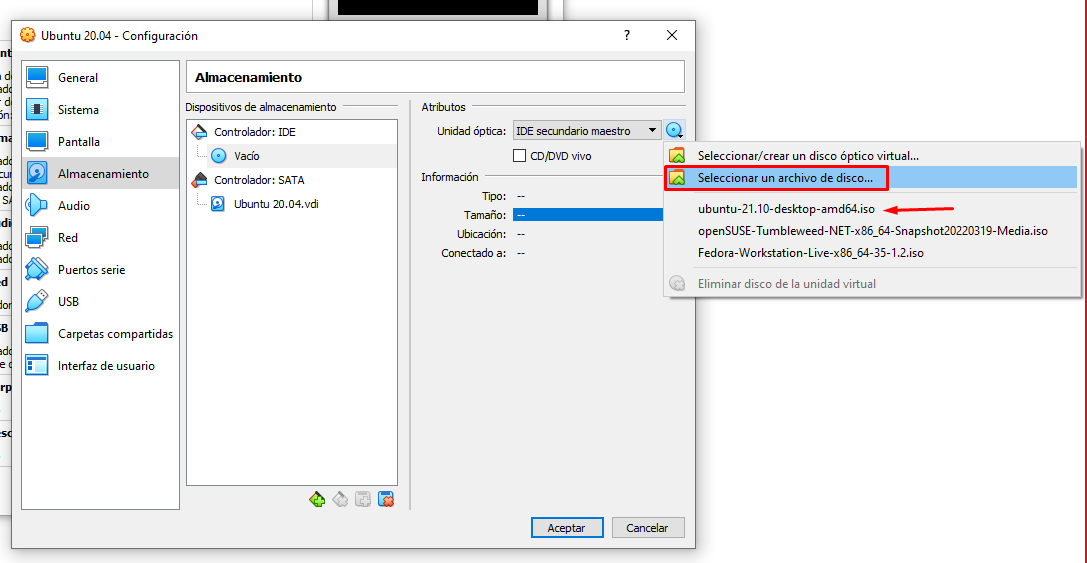 Ubuntu 20.04 - Configuración
?
General
Sistema
Pantalla
Almacenamiento
Audio
Red
Puertos serie
USB
Carpetas compartidas
Interfaz de usuario
Almacenamiento
Dispositivos de almacenamiento
Controlador: IDE
Vacío
Controlador: SATA
Ubuntu 20.04.vdi
Atributos
Unidad óptica: IDE secundario maestro
CD/DVD vivo
Información
Tipo: --
Tamaño: --
Ubicación: --
Conectado a: --
Seleccionar/crear un disco óptico virtual...
Seleccionar un archivo de disco...
ubuntu-21.10-desktop-amd64.iso
openSUSE-Tumbleweed-NET-x86_64-Snapshot20220319-Media.iso
Fedora-Workstation-Live-x86_64-35-1.2.iso
Eliminar disco de la unidad virtual
Aceptar
Cancelar